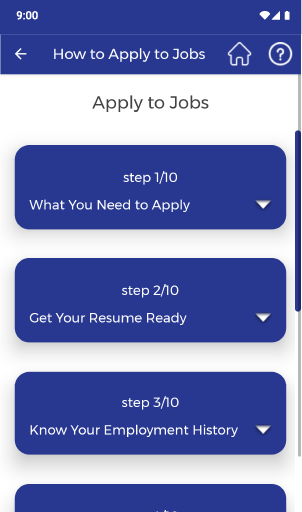 9:00
How to Apply to Jobs
Apply to Jobs
step 1/10
What You Need to Apply
step 2/10
Get Your Resume Ready
step 3/10
Know Your Employment History